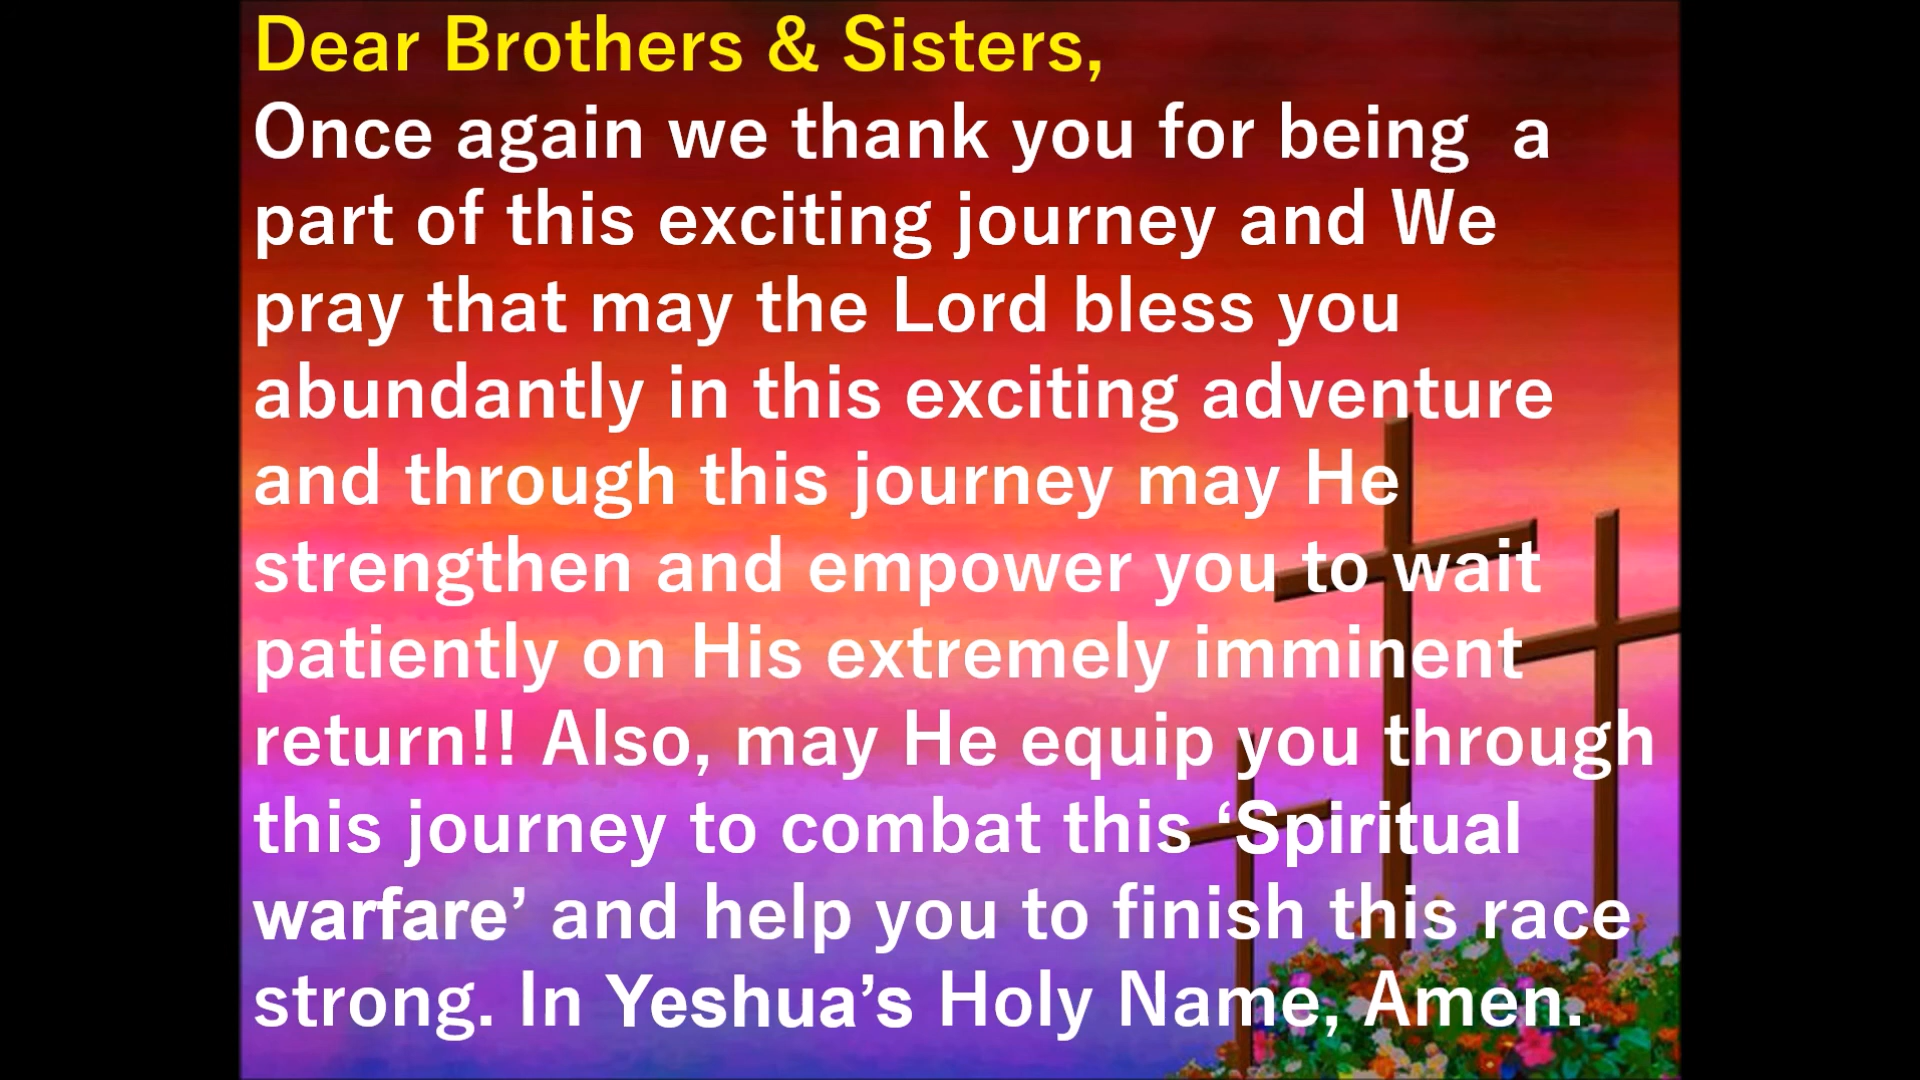 Dear Brothers & Sisters,
Once again we thank you for being  a
part of this exciting journey and We
pray that may the Lord bless you
abundantly in this exciting adventure
and through this journey may He
strengthen and empower you to wait
patiently on His extremely imminent
return!! Also, may He equip you through
this journey to combat this ‘Spiritual
warfare’ and help you to finish this race
strong. In Yeshua’s Holy Name, Amen.